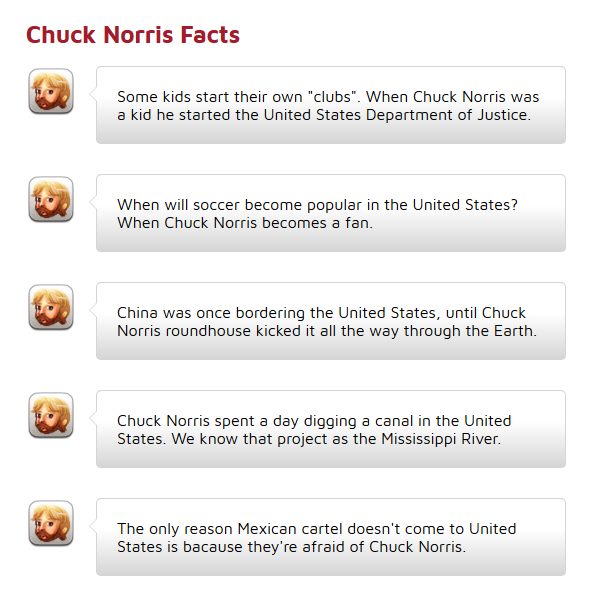 Chuck Norris Facts
Some kids start their own "clubs". When Chuck Norris was
a kid he started the United States Department of Justice.
When will soccer become popular in the United States?
When Chuck Norris becomes a fan.
China was once bordering the United States, until Chuck
Norris roundhouse kicked it all the way through the Earth.
Chuck Norris spent a day digging a canal in the United
States. We know that project as the Mississippi River.
The only reason Mexican cartel doesn't come to United
States is bacause they're afraid of Chuck Norris.